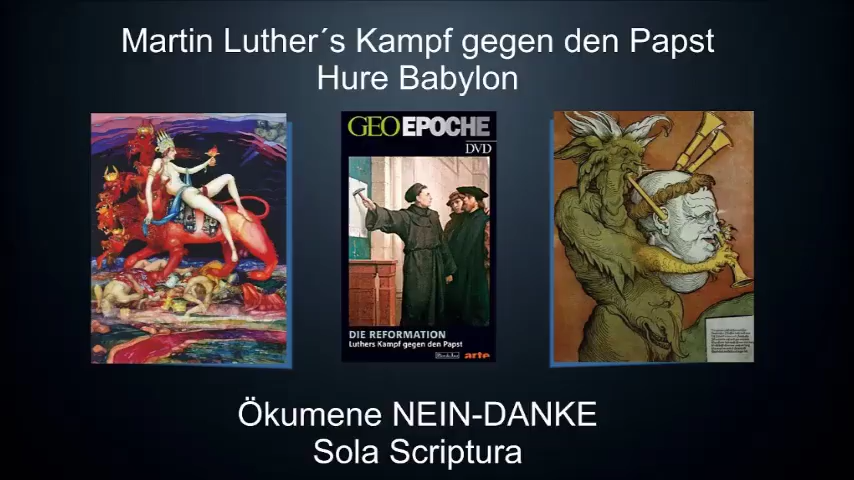 Martin Luther´s Kampf gegen den Papst
Hure Babylon
GEO EPOCHE
DVD
DIE REFORMATION
Luthers Kampf gegen den Papst
arte
Ökumene NEIN-DANKE
Sola Scriptura